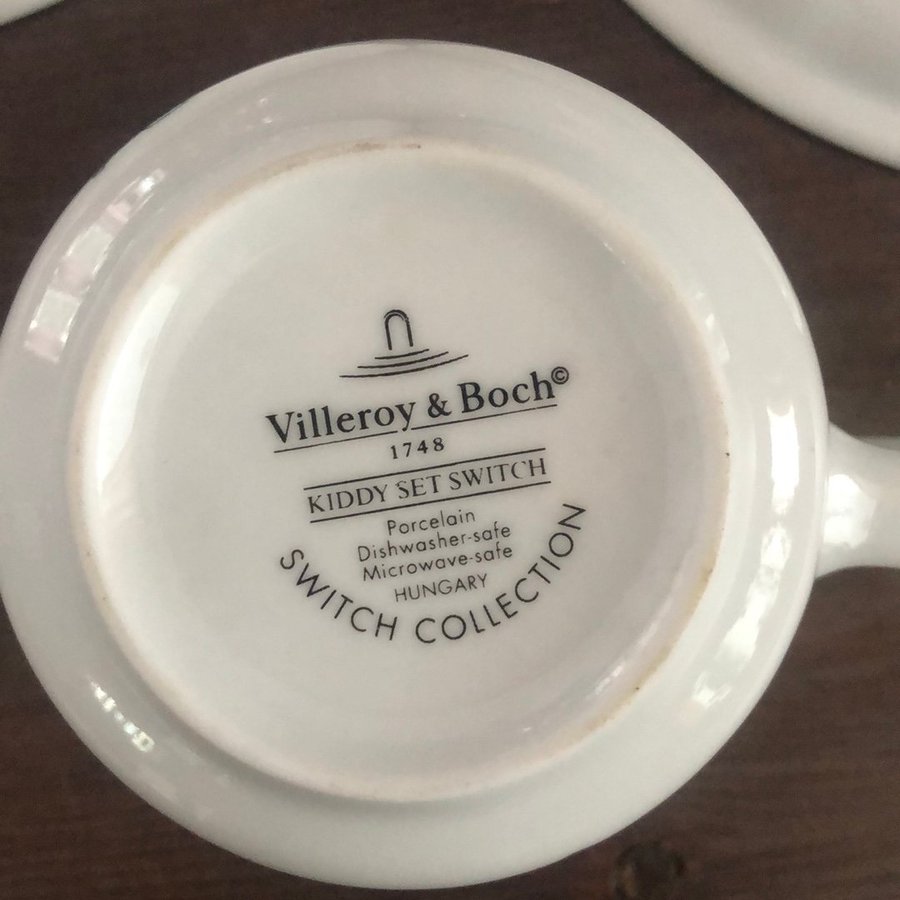 Villeroy & Boch©
1748
KIDDY SET SWITCH
Porcelain
Dishwasher-safe
Microwave-safe
HUNGARY
SWITCH COLLECTION